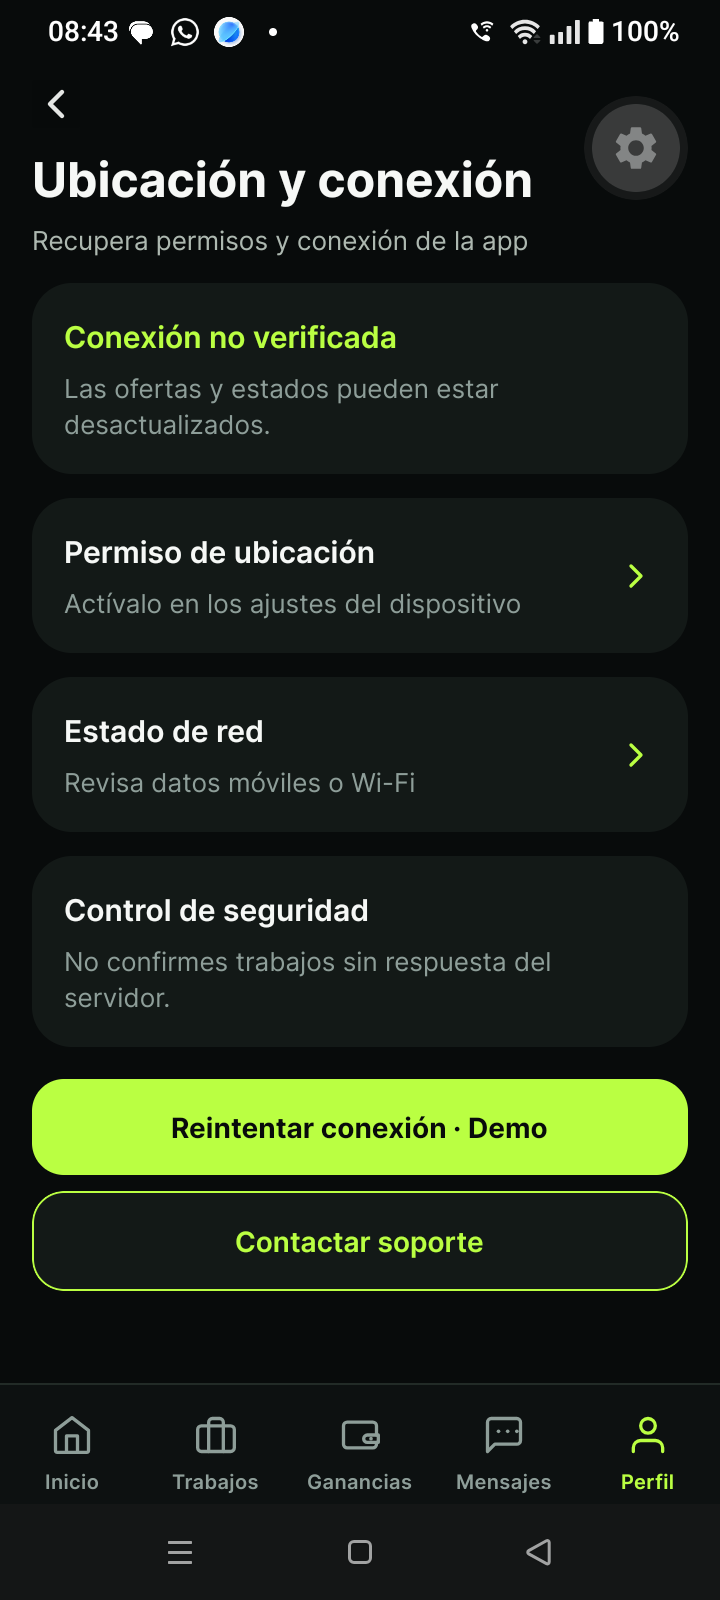 08:43
100%
Ubicación y conexión
Recupera permisos y conexión de la app
Conexión no verificada
Las ofertas y estados pueden estar
desactualizados.
Permiso de ubicación
Actívalo en los ajustes del dispositivo
Estado de red
Revisa datos móviles o Wi-Fi
Control de seguridad
No confirmes trabajos sin respuesta del
servidor.
Reintentar conexión · Demo
Contactar soporte
Inicio
Trabajos
Ganancias
Mensajes
Perfil